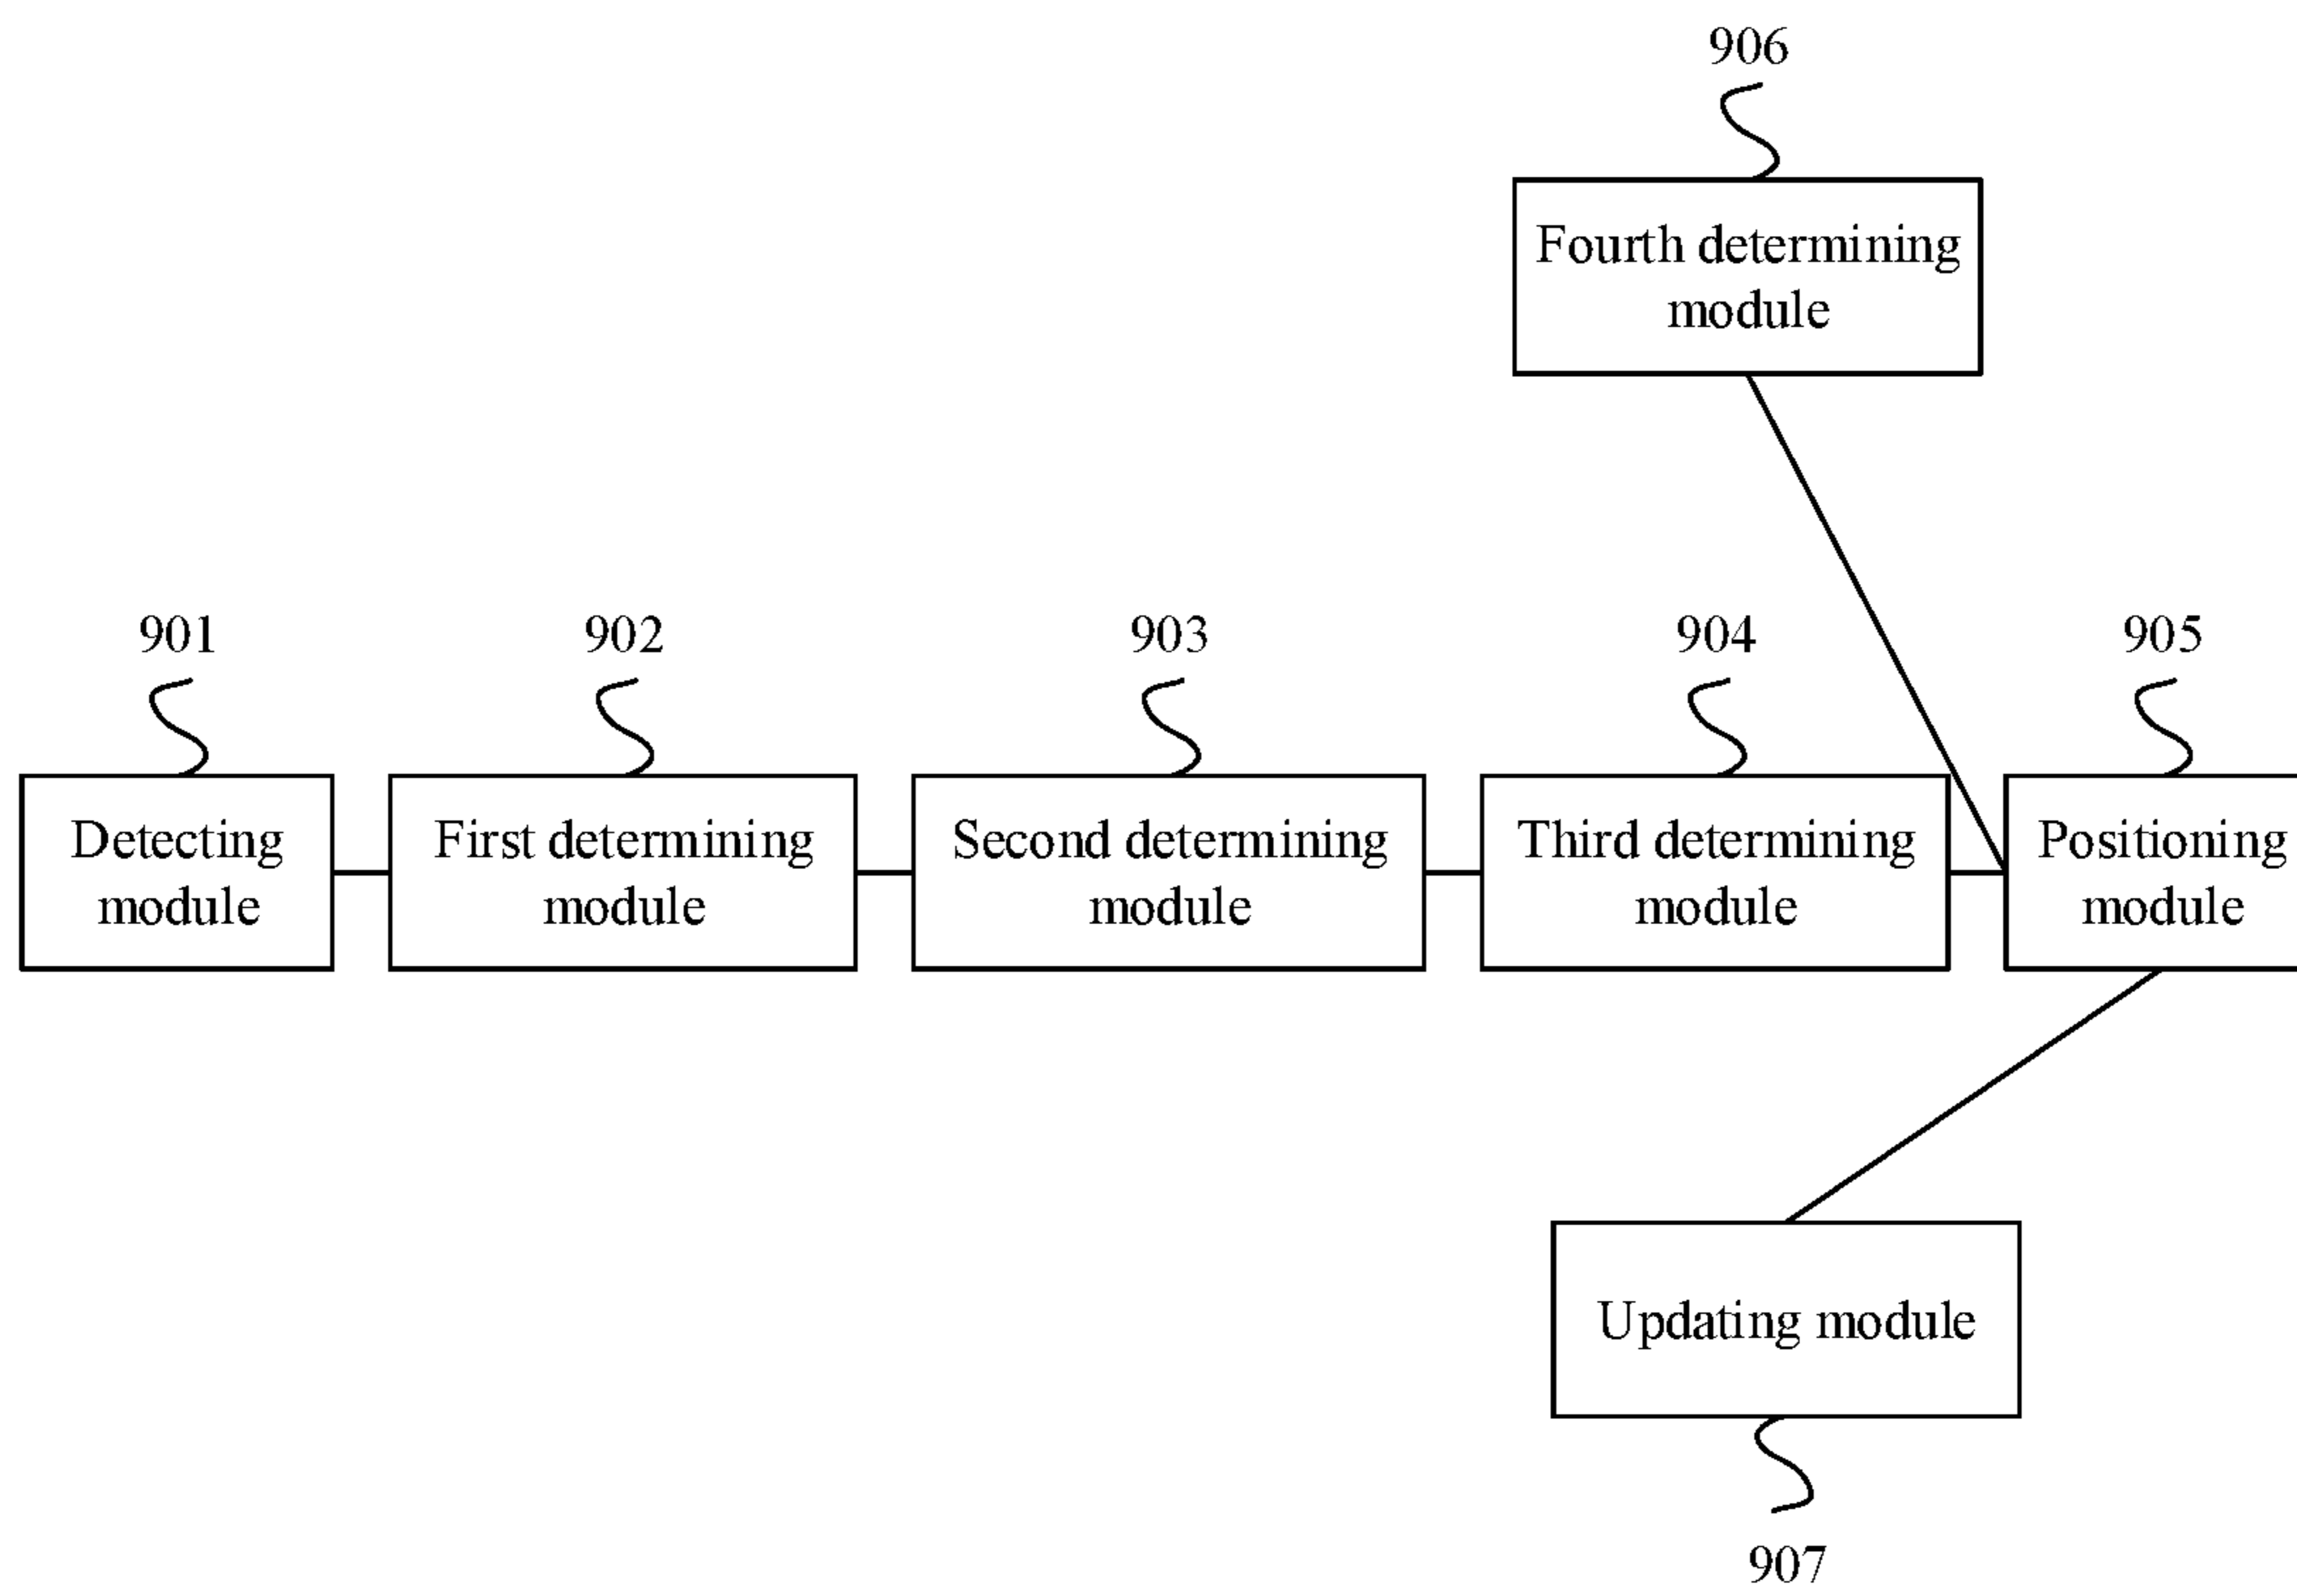 906
Fourth determining
module
901
902
903
904
905
Detecting
module
First determining
module
Second determining
module
Third determining
module
Positioning
module
Updating module
907